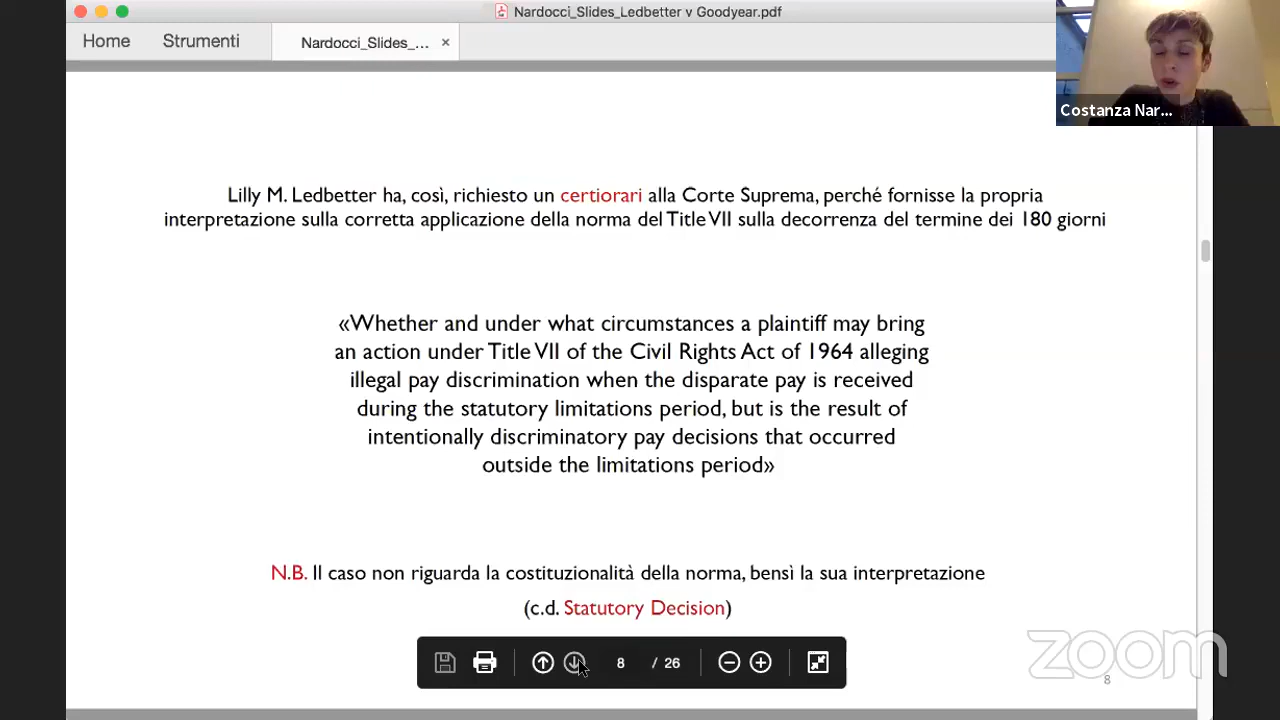 Nardocci_Slides_Ledbetter v Goodyear.pdf
Home Strumenti Nardocci_Slides_... ×
Costanza Nar...
Lilly M. Ledbetter ha, così, richiesto un certiorari alla Corte Suprema, perché fornisse la propria
interpretazione sulla corretta applicazione della norma del Title VII sulla decorrenza del termine dei 180 giorni
«Whether and under what circumstances a plaintiff may bring
an action under Title VII of the Civil Rights Act of 1964 alleging
illegal pay discrimination when the disparate pay is received
during the statutory limitations period, but is the result of
intentionally discriminatory pay decisions that occurred
outside the limitations period»
N.B. Il caso non riguarda la costituzionalità della norma, bensì la sua interpretazione
(c.d. Statutory Decision)
8 / 26
zoom
8